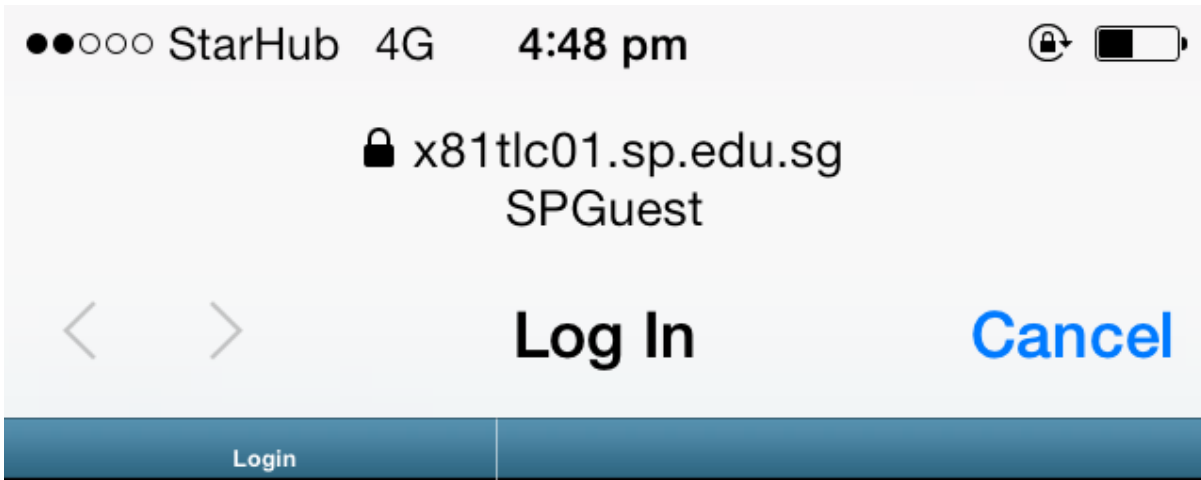 StarHub 4G 4:48 pm
x81tlc01.sp.edu.sg
SPGuest
Log In Cancel
Login